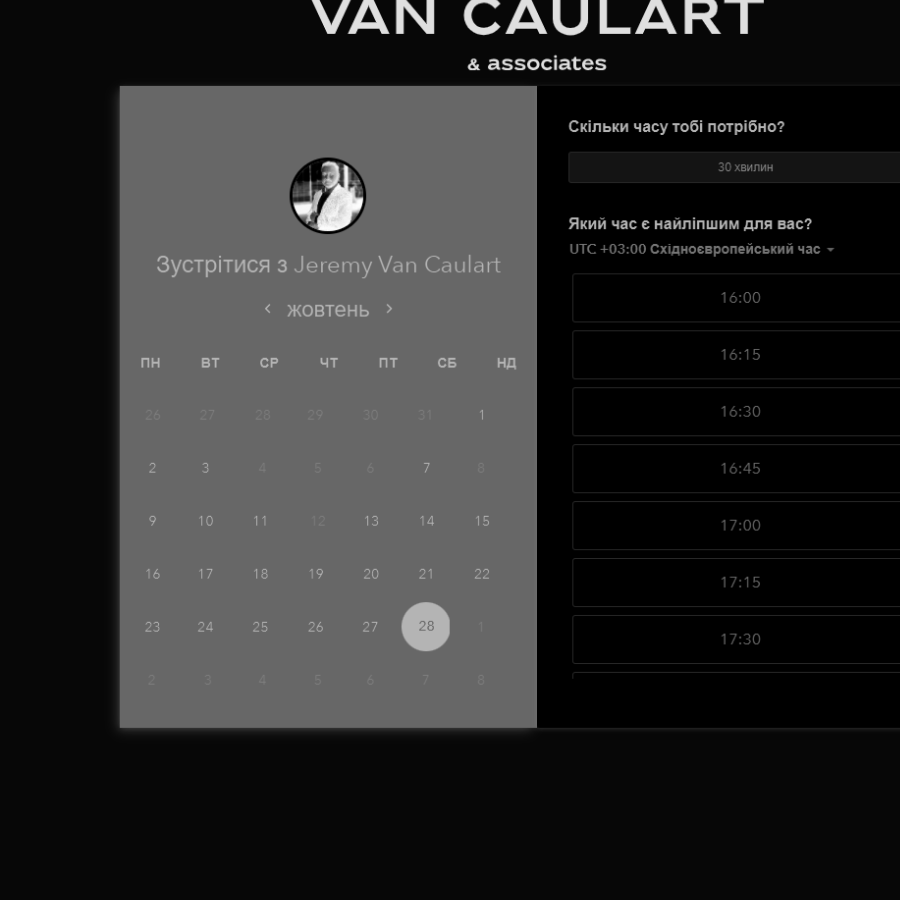 VAN CAULART
& associates
Зустрітися з Jeremy Van Caulart
жовтень
ПН ВТ СР ЧТ ПТ СБ НД
26 27 28 29 30 31 1
2 3 4 5 6 7 8
9 10 11 12 13 14 15
16 17 18 19 20 21 22
23 24 25 26 27 28 1
2 3 4 5 6 7 8
Скільки часу тобі потрібно?
30 хвилин
Який час є найліпшим для вас?
UTC +03:00 Східноєвропейський час
16:00
16:15
16:30
16:45
17:00
17:15
17:30